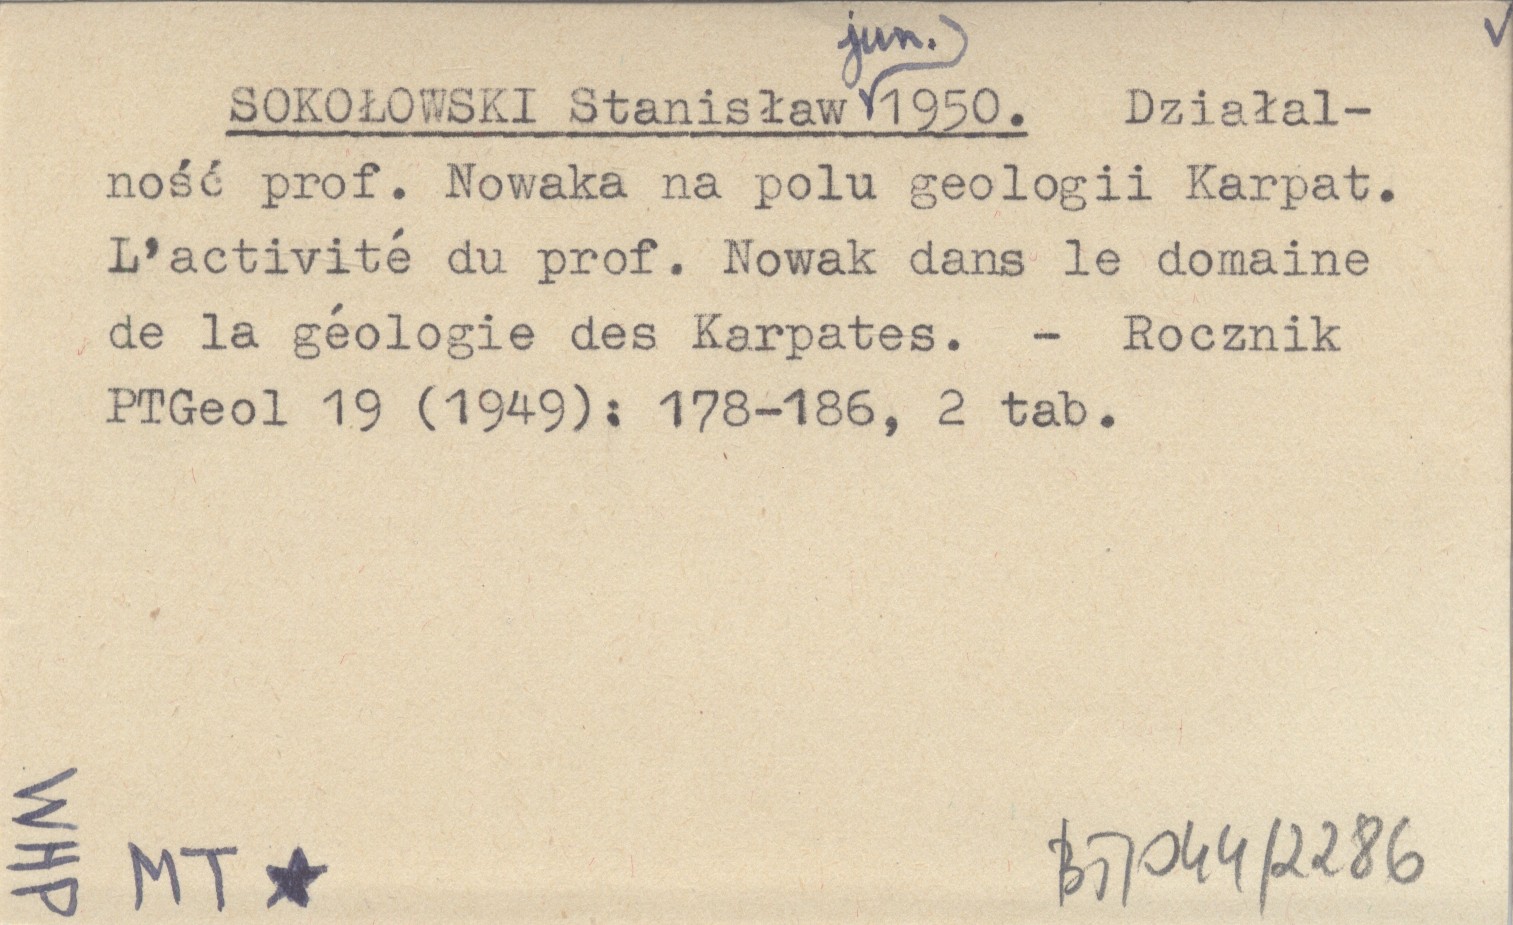 jun.
SOKOŁOWSKI Stanisław 1950. Działal-
ność prof. Nowaka na polu geologii Karpat.
L'activité du prof. Nowak dans le domaine
de la géologie des Karpates. - Rocznik
PTGeol 19 (1949): 178-186, 2 tab.
WHP
MT ★
BT/044/2286